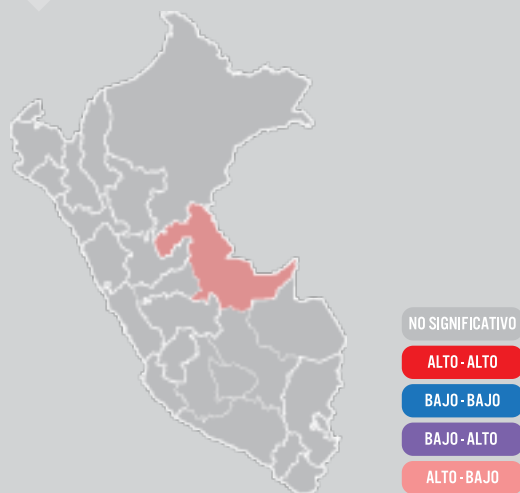 NO SIGNIFICATIVO
ALTO - ALTO
BAJO - BAJO
BAJO - ALTO
ALTO - BAJO